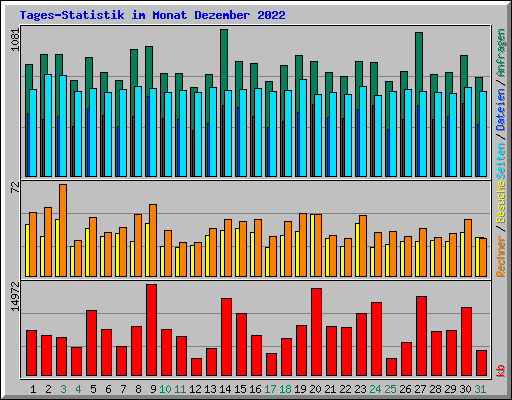 Tages-Statistik im Monat Dezember 2022
1081
72
14972
Rechner / Besuche Seiten / Dateien / Anfragen
kb
1 2 3 4 5 6 7 8 9 10 11 12 13 14 15 16 17 18 19 20 21 22 23 24 25 26 27 28 29 30 31